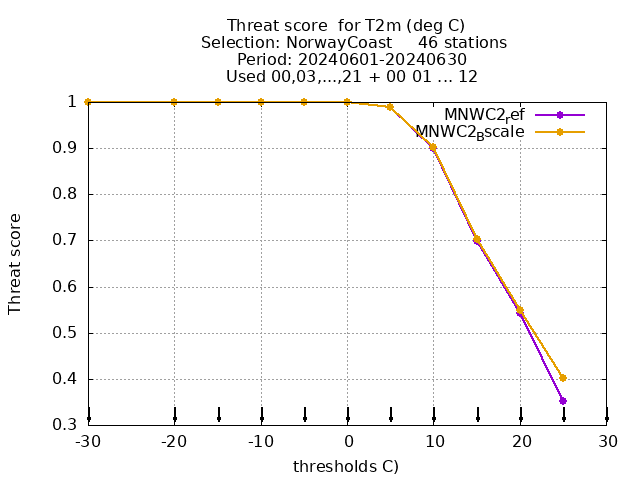 Threat score  for T2m (deg C)
Selection: NorwayCoast     46 stations
Period: 20240601-20240630
Used 00,03,...,21 + 00 01 ... 12
MNWC2ref
MNWC2Bscale
1
0.9
0.8
0.7
0.6
0.5
0.4
0.3
Threat score
-30 -20 -10 0 10 20 30
thresholds C)